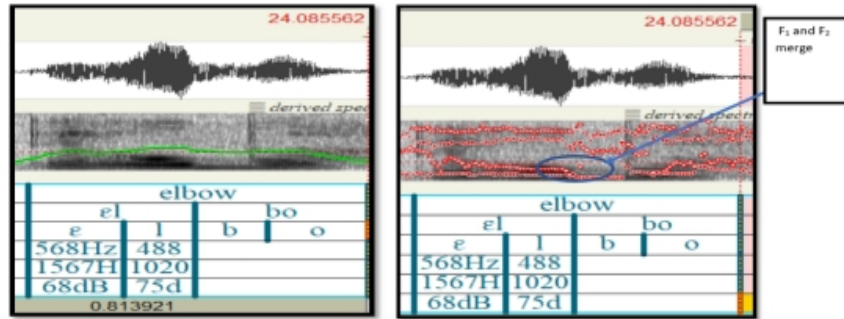 24.085562
derived spect
elbow
ɛl bo
ɛ l b o
568Hz 488
1567H 1020
68dB 75d
0.813921
24.085562
derived spectr
elbow
ɛl bo
ɛ l b o
568Hz 488
1567H 1020
68dB 75d
F₁ and F₂
merge